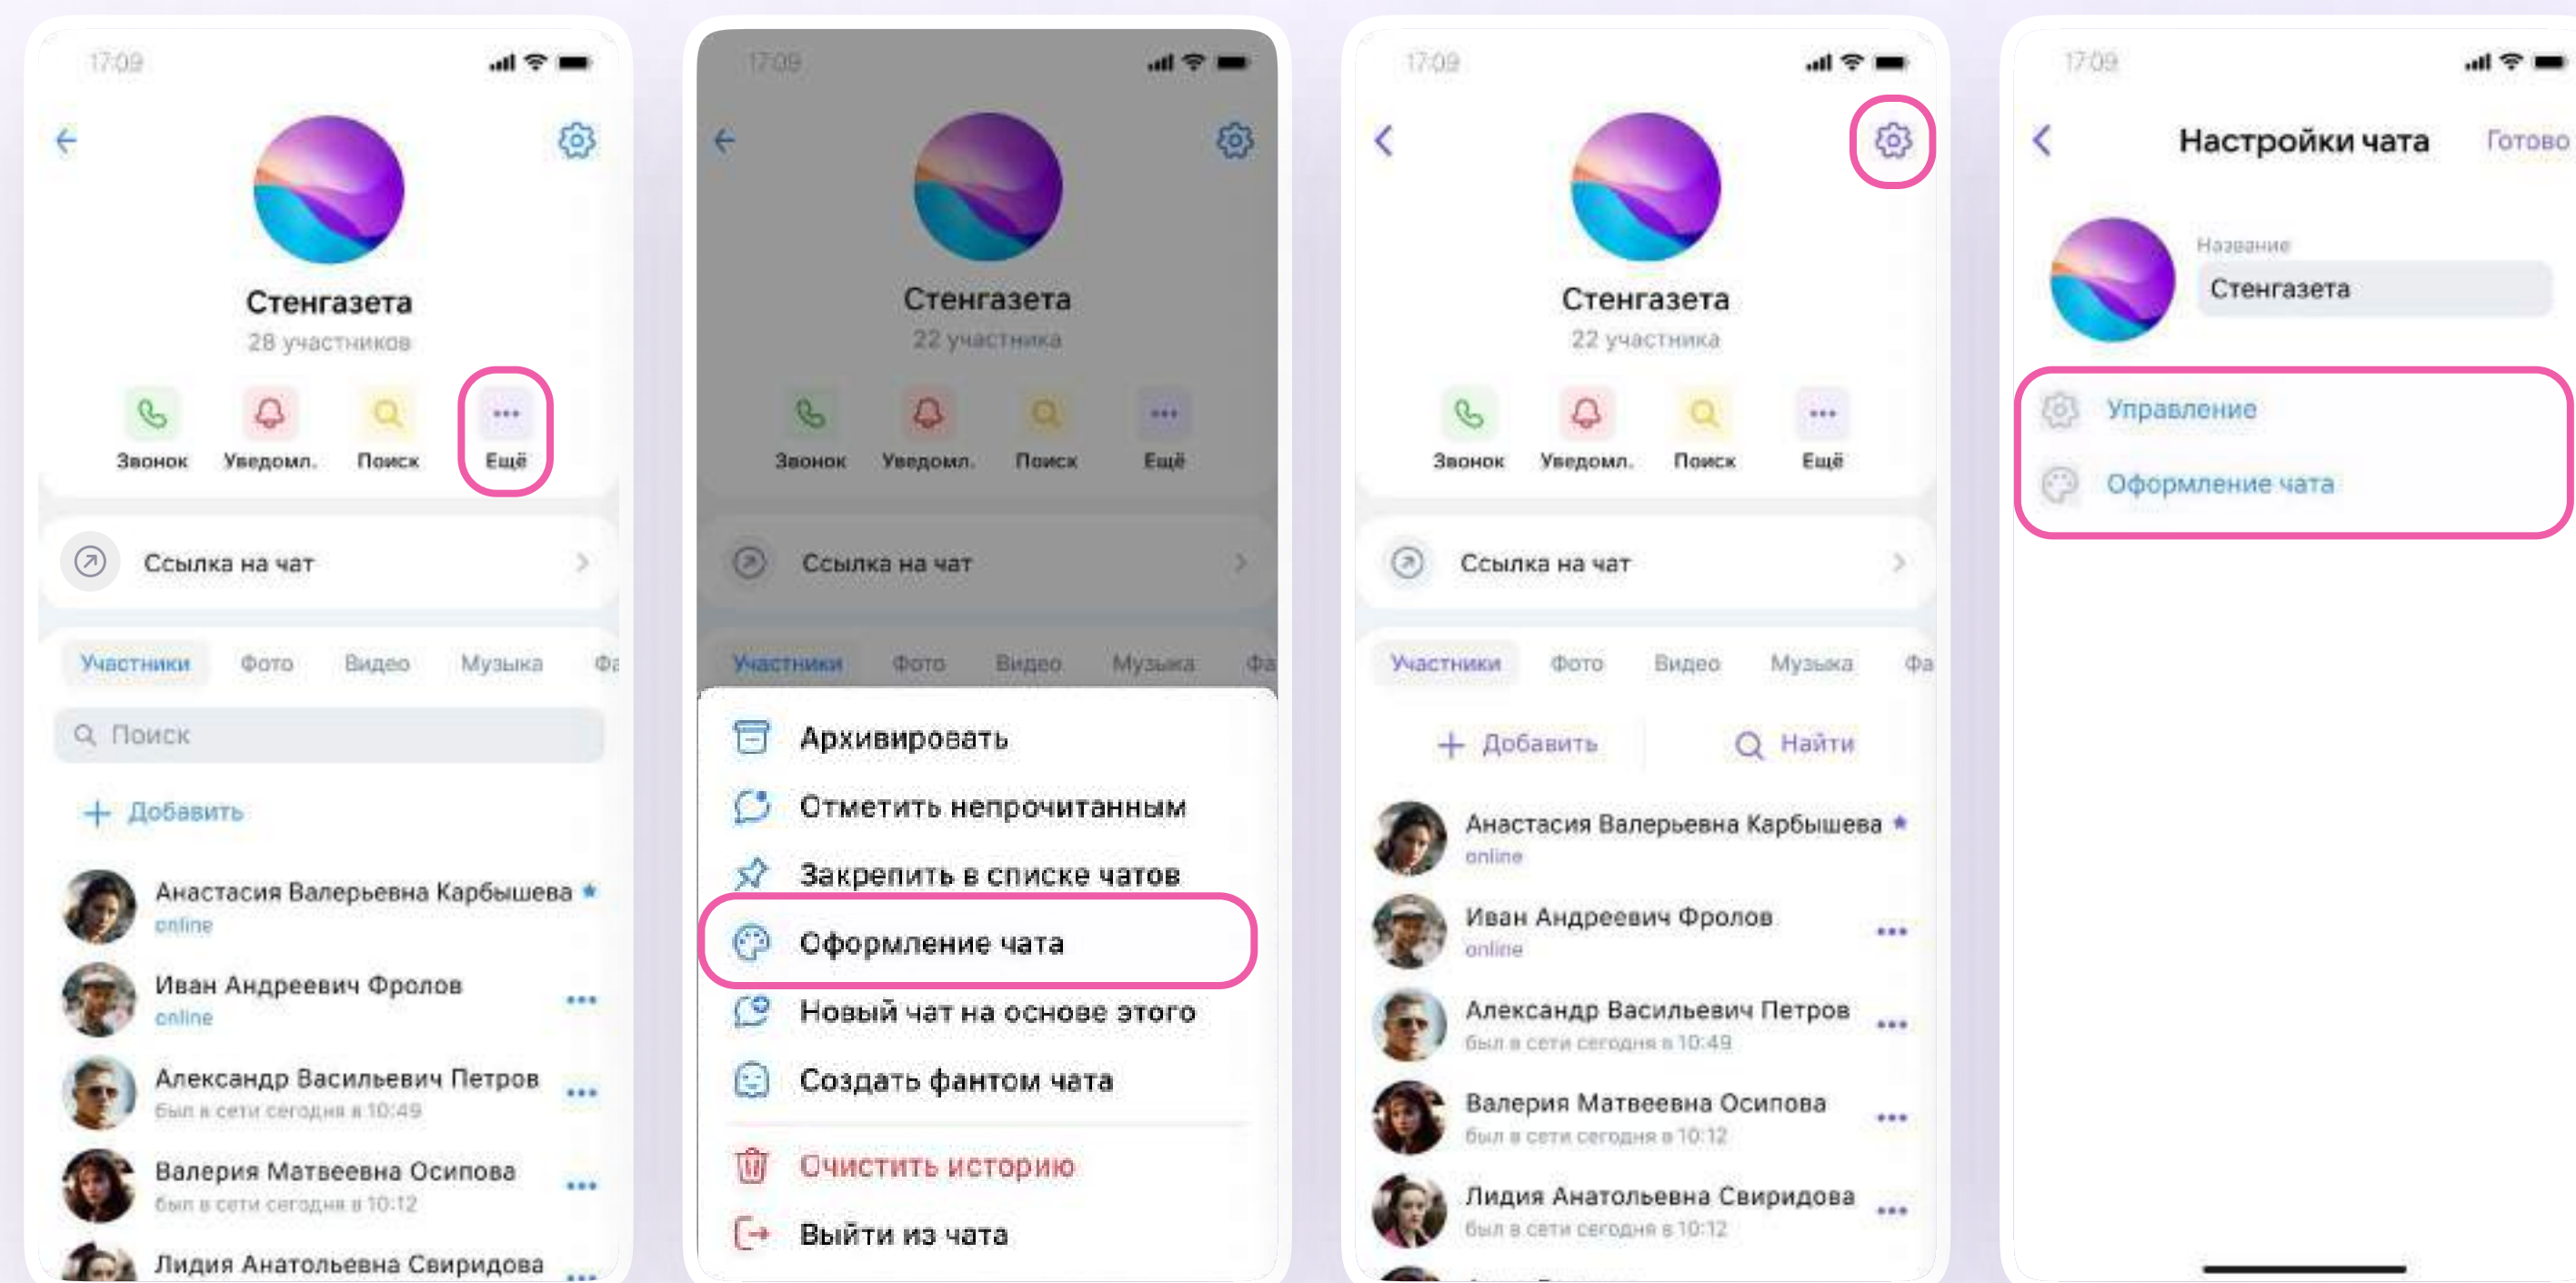 17:09
Стенгазета
28 участников
Звонок Уведомл. Поиск Ещё
Ссылка на чат
Участники Фото Видео Музыка Фа
Поиск
Добавить
Анастасия Валерьевна Карбышева
online
Иван Андреевич Фролов
online
Александр Васильевич Петров
был в сети сегодня в 10:49
Валерия Матвеевна Осипова
был в сети сегодня в 10:12
Лидия Анатольевна Свиридова
17:09
Стенгазета
22 участника
Звонок Уведомл. Поиск Ещё
Ссылка на чат
Участники Фото Видео Музыка Фа
Архивировать
Отметить непрочитанным
Закрепить в списке чатов
Оформление чата
Новый чат на основе этого
Создать фантом чата
Очистить историю
Выйти из чата
17:09
Стенгазета
22 участника
Звонок Уведомл. Поиск Ещё
Ссылка на чат
Участники Фото Видео Музыка Фа
Добавить Найти
Анастасия Валерьевна Карбышева
online
Иван Андреевич Фролов
online
Александр Васильевич Петров
был в сети сегодня в 10:49
Валерия Матвеевна Осипова
был в сети сегодня в 10:12
Лидия Анатольевна Свиридова
был в сети сегодня в 10:12
17:09
Настройки чата Готово
Название
Стенгазета
Управление
Оформление чата